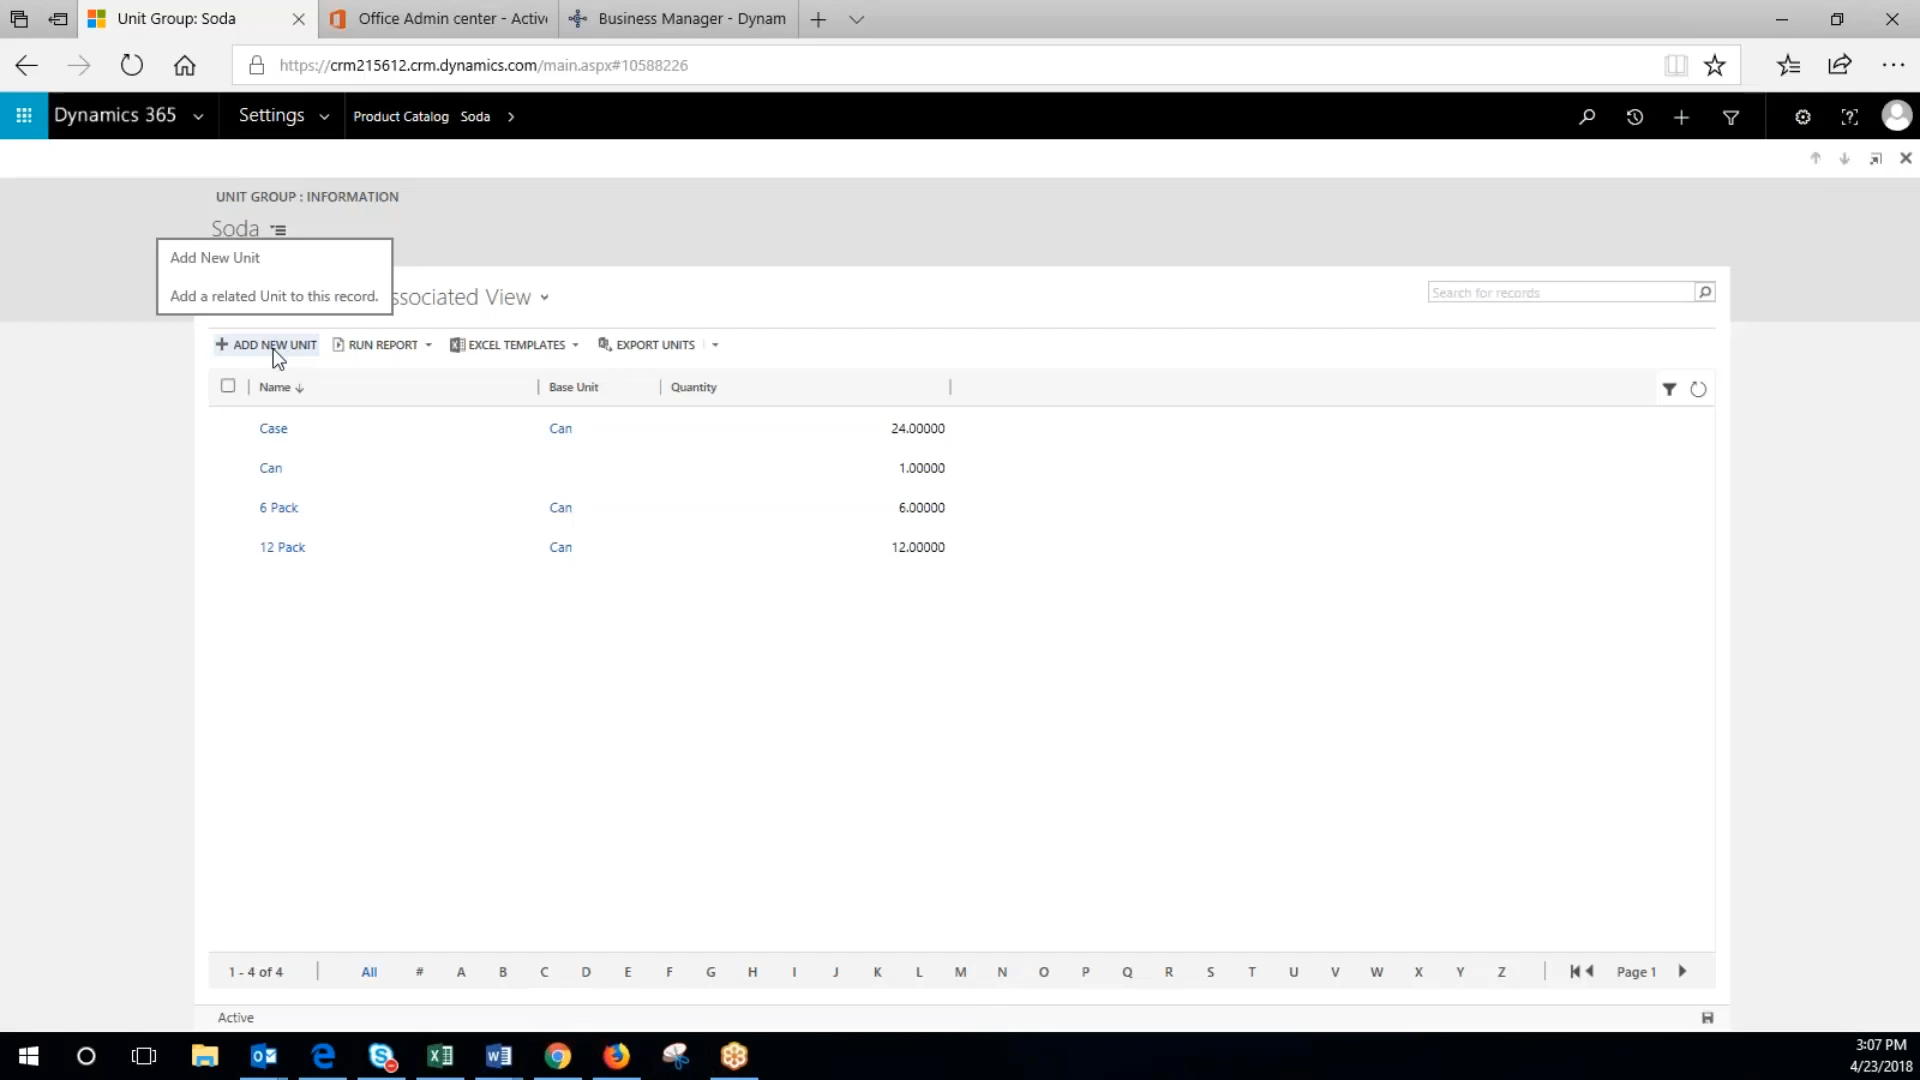 Unit Group: Soda
Office Admin center - Active
Business Manager - Dynam
https://crm215612.crm.dynamics.com/main.aspx#10588226
Dynamics 365 Settings Product Catalog Soda
UNIT GROUP : INFORMATION
Soda
Add New Unit
Add a related Unit to this record.
ssociated View
Search for records
ADD NEW UNIT RUN REPORT EXCEL TEMPLATES EXPORT UNITS
Name Base Unit Quantity
Case Can 24.00000
Can 1.00000
6 Pack Can 6.00000
12 Pack Can 12.00000
1 - 4 of 4 All # A B C D E F G H I J K L M N O P Q R S T U V W X Y Z Page 1
Active
3:07 PM
4/23/2018